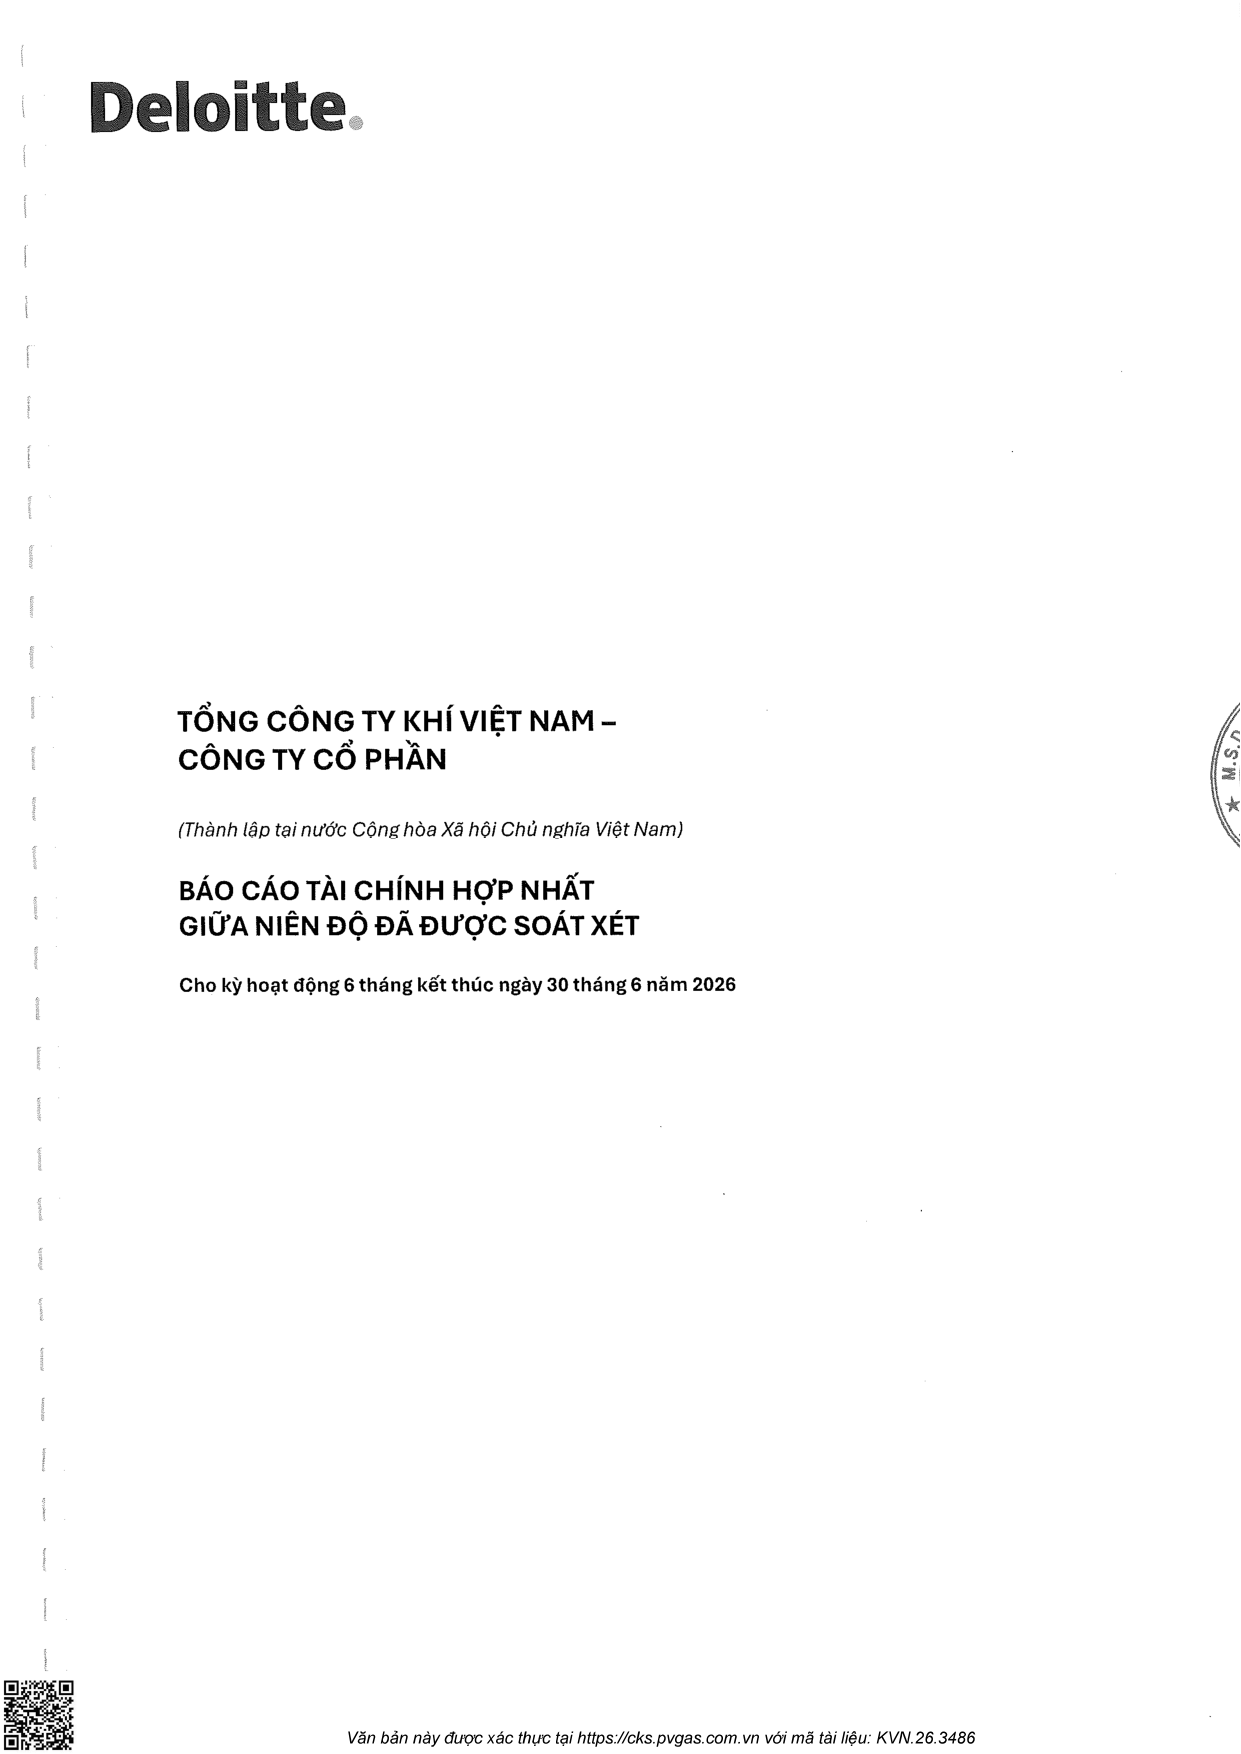 Deloitte.
TỔNG CÔNG TY KHÍ VIỆT NAM –
CÔNG TY CỔ PHẦN
(Thành lập tại nước Cộng hòa Xã hội Chủ nghĩa Việt Nam)
M.S.D
BÁO CÁO TÀI CHÍNH HỢP NHẤT
GIỮA NIÊN ĐỘ ĐÃ ĐƯỢC SOÁT XÉT
Cho kỳ hoạt động 6 tháng kết thúc ngày 30 tháng 6 năm 2026
Văn bản này được xác thực tại https://cks.pvgas.com.vn với mã tài liệu: KVN.26.3486